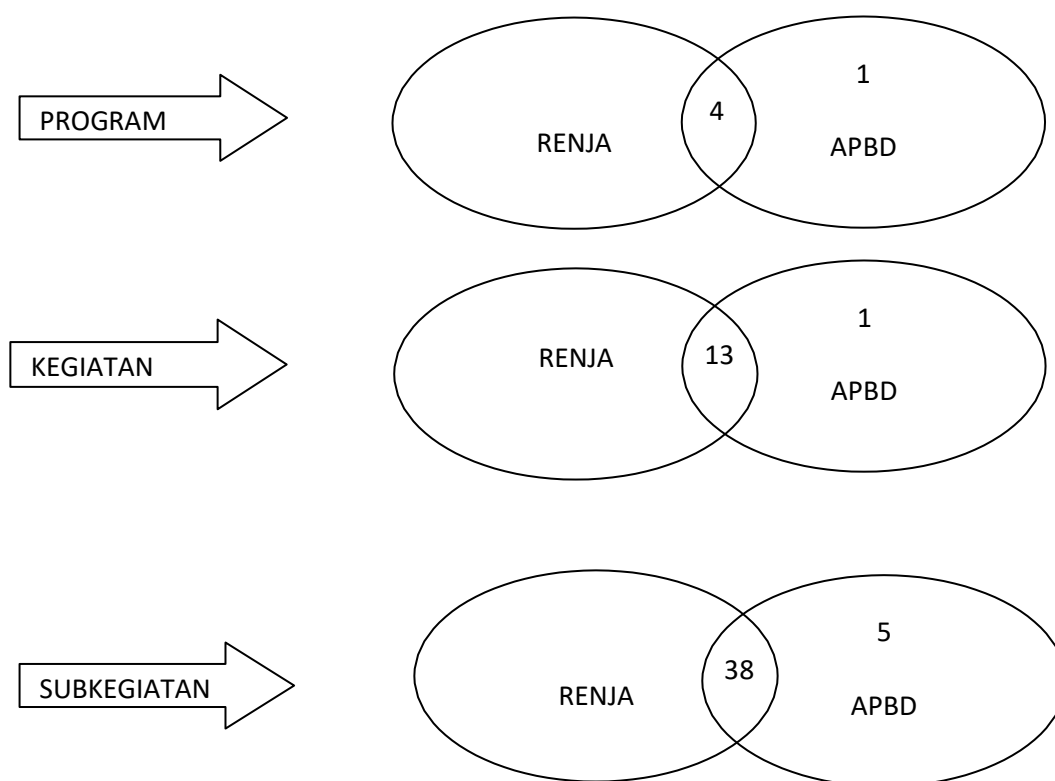 PROGRAM
RENJA
4
1
APBD
KEGIATAN
RENJA
13
1
APBD
SUBKEGIATAN
RENJA
38
5
APBD